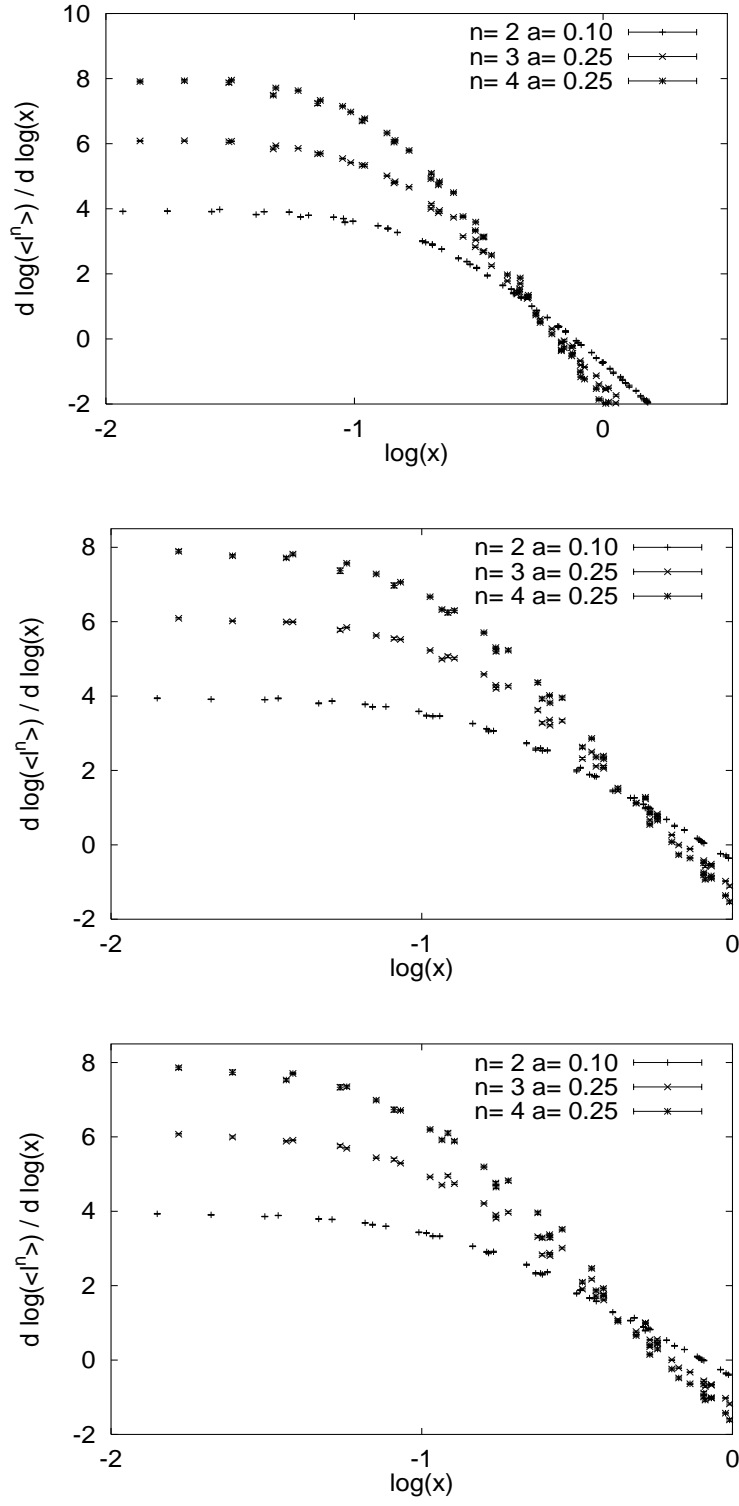 10
8
6
4
2
0
-2
-2
-1
0
log(x)
d log(<l^n>) / d log(x)
n= 2 a= 0.10
n= 3 a= 0.25
n= 4 a= 0.25
8
6
4
2
0
-2
-2
-1
0
log(x)
d log(<l^n>) / d log(x)
n= 2 a= 0.10
n= 3 a= 0.25
n= 4 a= 0.25
8
6
4
2
0
-2
-2
-1
0
log(x)
d log(<l^n>) / d log(x)
n= 2 a= 0.10
n= 3 a= 0.25
n= 4 a= 0.25